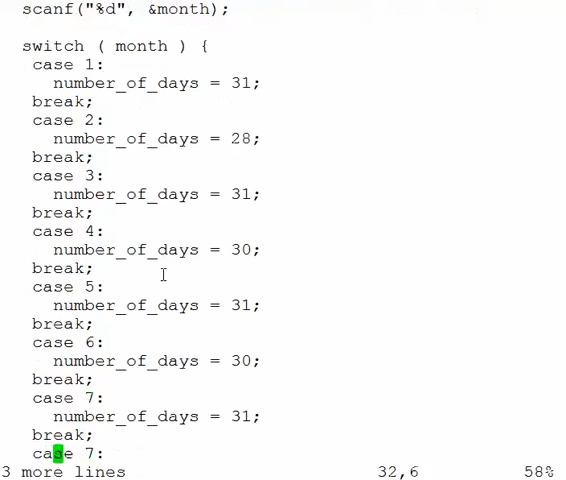 scanf("%d", &month);
switch ( month ) {
case 1:
number_of_days = 31;
break;
case 2:
number_of_days = 28;
break;
case 3:
number_of_days = 31;
break;
case 4:
number_of_days = 30;
break;
case 5:
number_of_days = 31;
break;
case 6:
number_of_days = 30;
break;
case 7:
number_of_days = 31;
break;
case 7:
3 more lines 32,6 58%